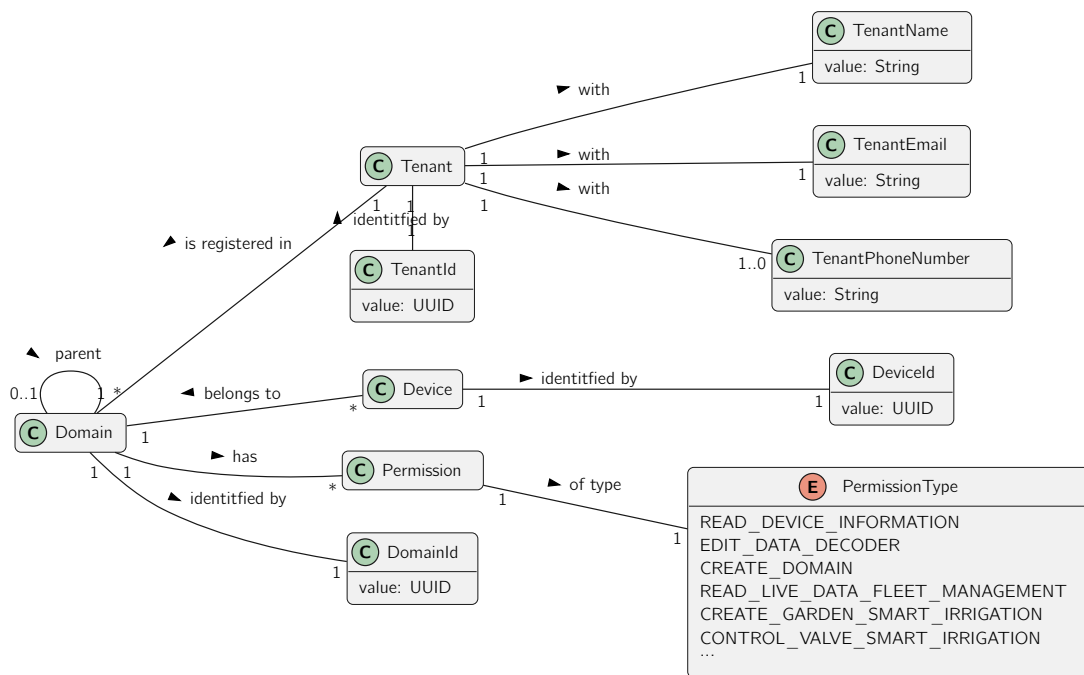 C TenantName
value: String
1
with
C Tenant
1
with
C TenantEmail
value: String
1
1
with
1
C TenantPhoneNumber
value: String
1..0
1
1
identitfied by
1
C TenantId
value: UUID
is registered in
parent
0..1
1
*
C Domain
belongs to
1
*
C Device
1
identitfied by
1
C DeviceId
value: UUID
has
1
*
C Permission
1
of type
1
E PermissionType
READ_DEVICE_INFORMATION
EDIT_DATA_DECODER
CREATE_DOMAIN
READ_LIVE_DATA_FLEET_MANAGEMENT
CREATE_GARDEN_SMART_IRRIGATION
CONTROL_VALVE_SMART_IRRIGATION
...
1
identitfied by
1
C DomainId
value: UUID